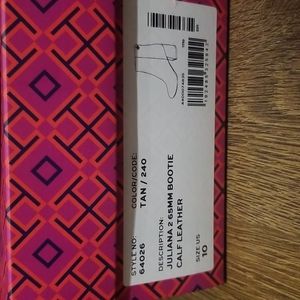 STYLE NO:
64026
COLOR/CODE:
TAN / 240
DESCRIPTION:
JULIANA 2 65MM BOOTIE
CALF LEATHER
SIZE US
10